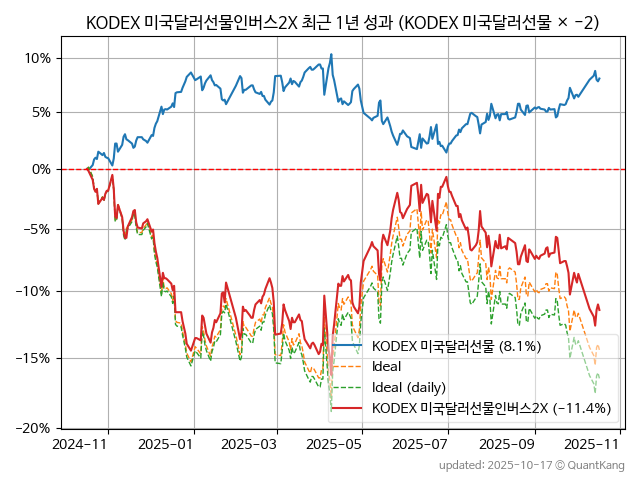 KODEX 미국달러선물인버스2X 최근 1년 성과 (KODEX 미국달러선물 × -2)
10%
5%
0%
-5%
-10%
-15%
-20%
KODEX 미국달러선물 (8.1%)
Ideal
Ideal (daily)
KODEX 미국달러선물인버스2X (-11.4%)
2024-11 2025-01 2025-03 2025-05 2025-07 2025-09 2025-11
updated: 2025-10-17 © QuantKang